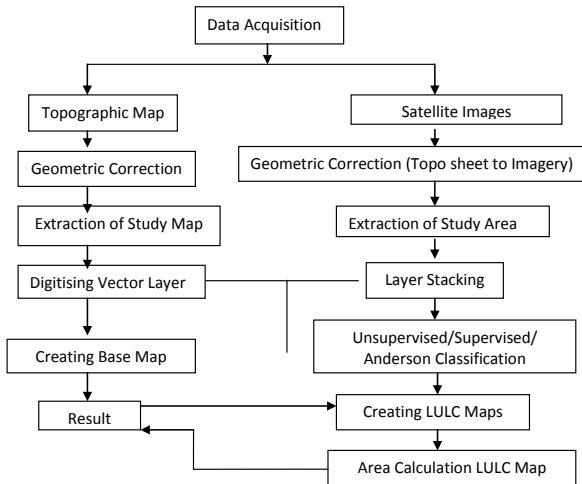 Data Acquisition
Topographic Map
Satellite Images
Geometric Correction
Geometric Correction (Topo sheet to Imagery)
Extraction of Study Map
Extraction of Study Area
Digitising Vector Layer
Layer Stacking
Unsupervised/Supervised/
Anderson Classification
Creating Base Map
Result
Creating LULC Maps
Area Calculation LULC Map